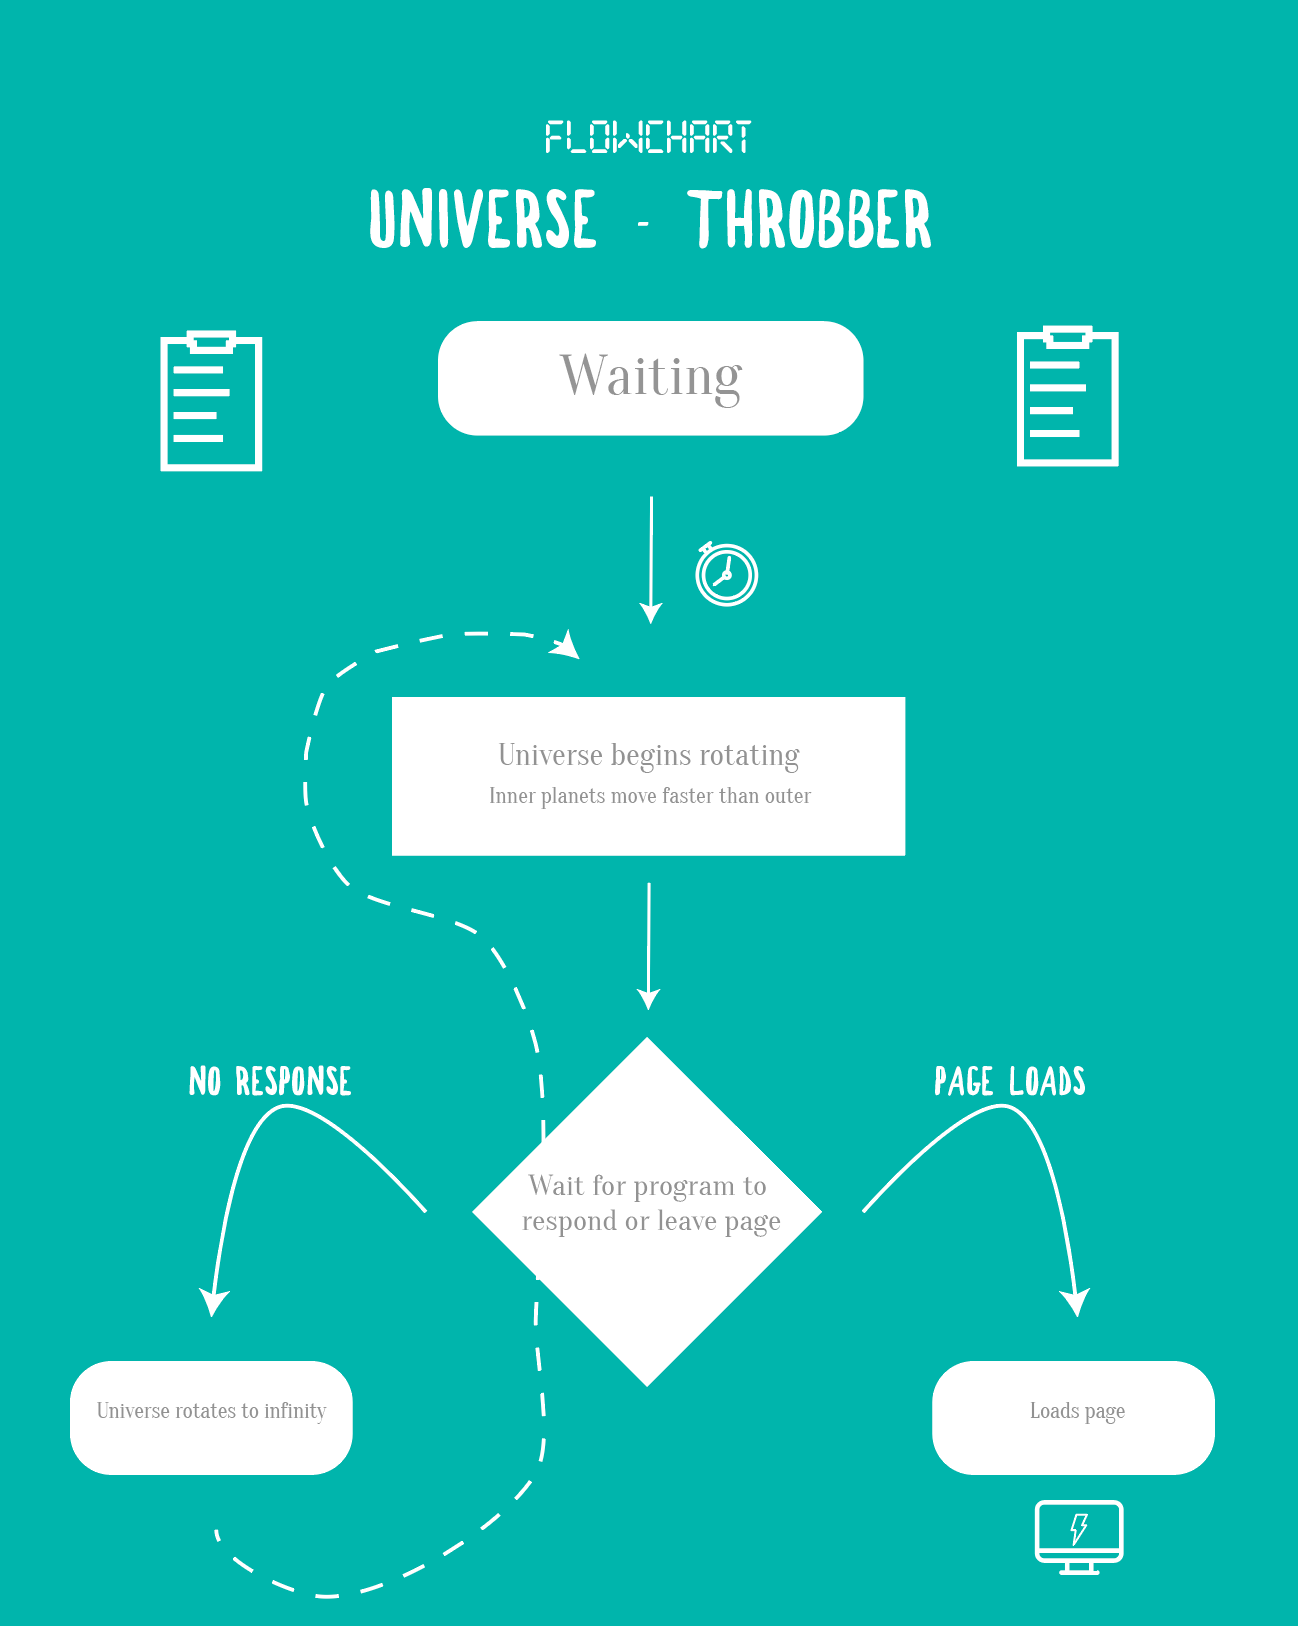 FLOWCHART
UNIVERSE - THROBBER
Waiting
Universe begins rotating
Inner planets move faster than outer
NO RESPONSE
PAGE LOADS
Wait for program to
respond or leave page
Universe rotates to infinity
Loads page